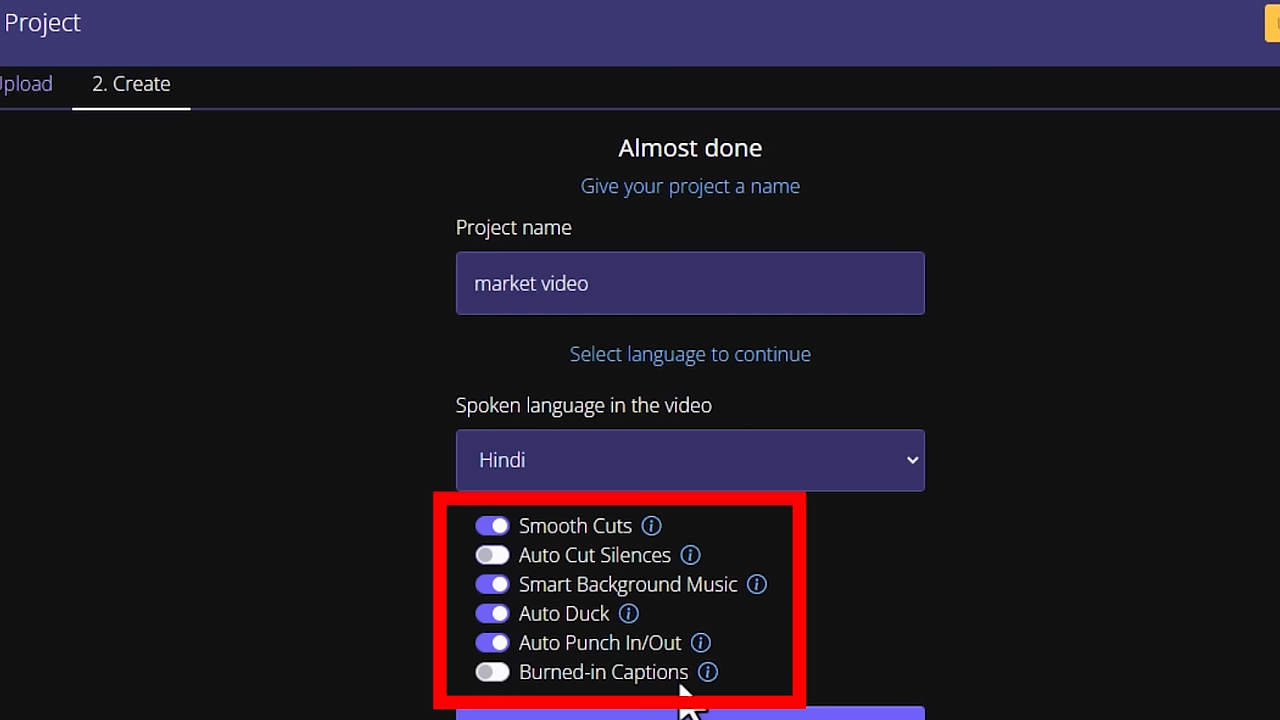 Project
Upload
2. Create
Almost done
Give your project a name
Project name
market video
Select language to continue
Spoken language in the video
Hindi
Smooth Cuts
Auto Cut Silences
Smart Background Music
Auto Duck
Auto Punch In/Out
Burned-in Captions